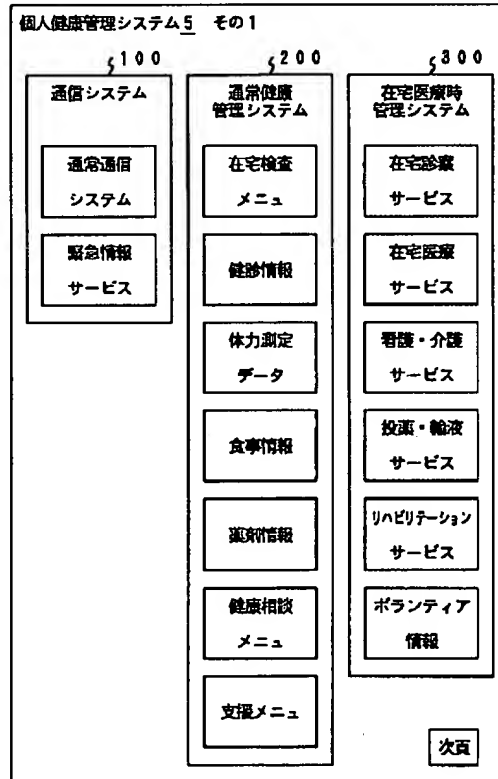 個人健康管理システム5 その1
100
通信システム
通常通信
システム
緊急情報
サービス
200
通常健康
管理システム
在宅検査
メニュ
健診情報
体力測定
データ
食事情報
薬剤情報
健康相談
メニュ
支援メニュ
300
在宅医療時
管理システム
在宅診療
サービス
在宅医療
サービス
看護・介護
サービス
投薬・輸液
サービス
リハビリテーション
サービス
ボランティア
情報
次頁